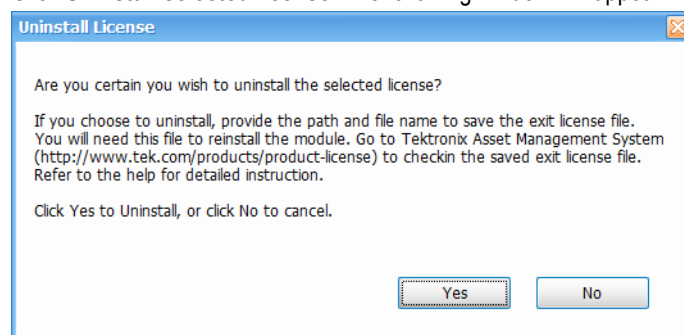 Uninstall License
Are you certain you wish to uninstall the selected license?
If you choose to uninstall, provide the path and file name to save the exit license file.
You will need this file to reinstall the module. Go to Tektronix Asset Management System
(http://www.tek.com/products/product-license) to checkin the saved exit license file.
Refer to the help for detailed instruction.
Click Yes to Uninstall, or click No to cancel.
Yes No